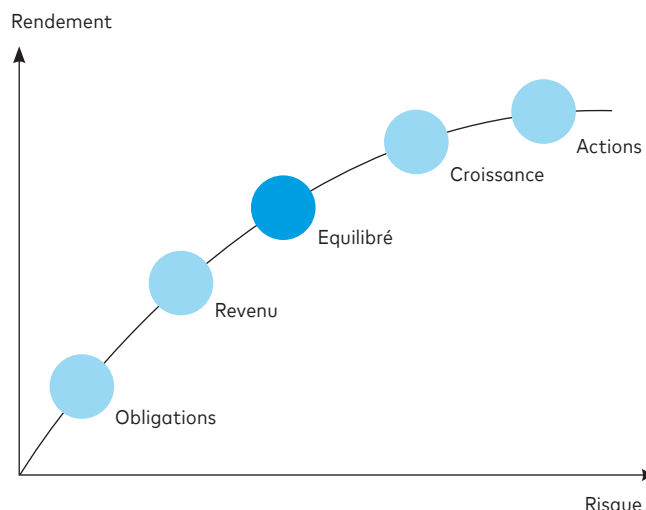 Rendement
Actions
Croissance
Equilibré
Revenu
Obligations
Risque